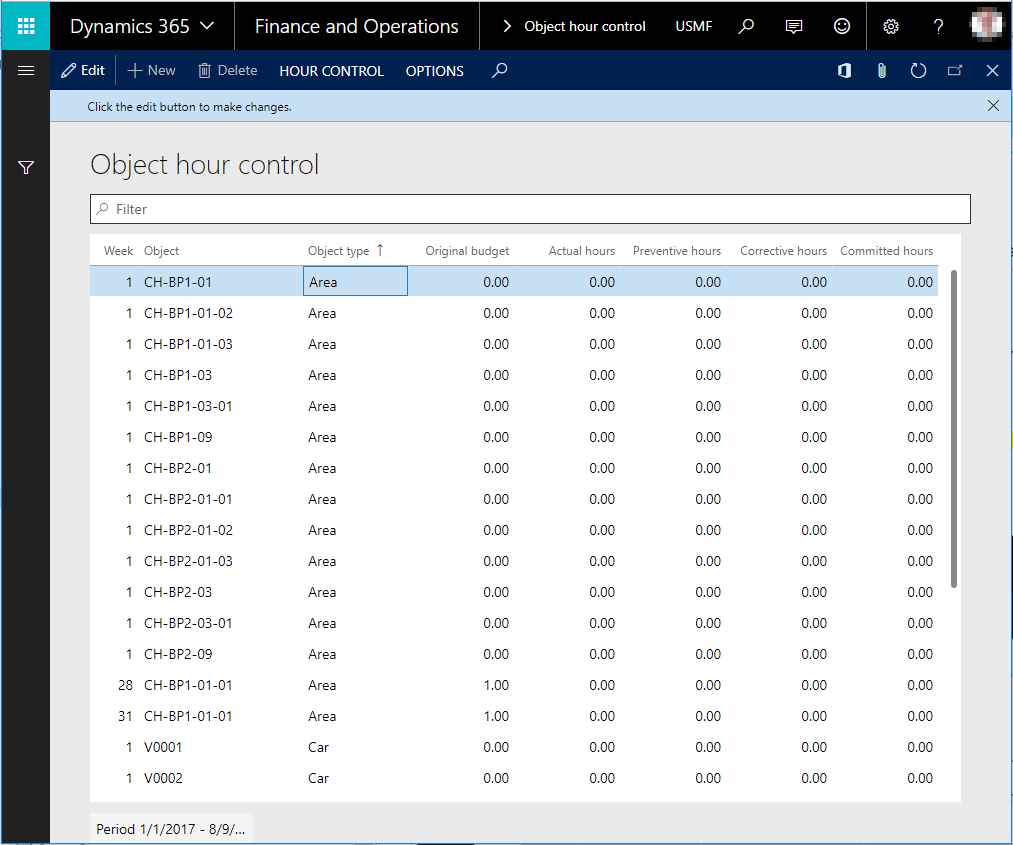 Dynamics 365 Finance and Operations Object hour control USMF ?
Edit New Delete HOUR CONTROL OPTIONS
Click the edit button to make changes.
Object hour control
Filter
Week Object Object type Original budget Actual hours Preventive hours Corrective hours Committed hours
1 CH-BP1-01 Area 0.00 0.00 0.00 0.00 0.00
1 CH-BP1-01-02 Area 0.00 0.00 0.00 0.00 0.00
1 CH-BP1-01-03 Area 0.00 0.00 0.00 0.00 0.00
1 CH-BP1-03 Area 0.00 0.00 0.00 0.00 0.00
1 CH-BP1-03-01 Area 0.00 0.00 0.00 0.00 0.00
1 CH-BP1-09 Area 0.00 0.00 0.00 0.00 0.00
1 CH-BP2-01 Area 0.00 0.00 0.00 0.00 0.00
1 CH-BP2-01-01 Area 0.00 0.00 0.00 0.00 0.00
1 CH-BP2-01-02 Area 0.00 0.00 0.00 0.00 0.00
1 CH-BP2-01-03 Area 0.00 0.00 0.00 0.00 0.00
1 CH-BP2-03 Area 0.00 0.00 0.00 0.00 0.00
1 CH-BP2-03-01 Area 0.00 0.00 0.00 0.00 0.00
1 CH-BP2-09 Area 0.00 0.00 0.00 0.00 0.00
28 CH-BP1-01-01 Area 1.00 0.00 0.00 0.00 0.00
31 CH-BP1-01-01 Area 1.00 0.00 0.00 0.00 0.00
1 V0001 Car 0.00 0.00 0.00 0.00 0.00
1 V0002 Car 0.00 0.00 0.00 0.00 0.00
Period 1/1/2017 - 8/9/...